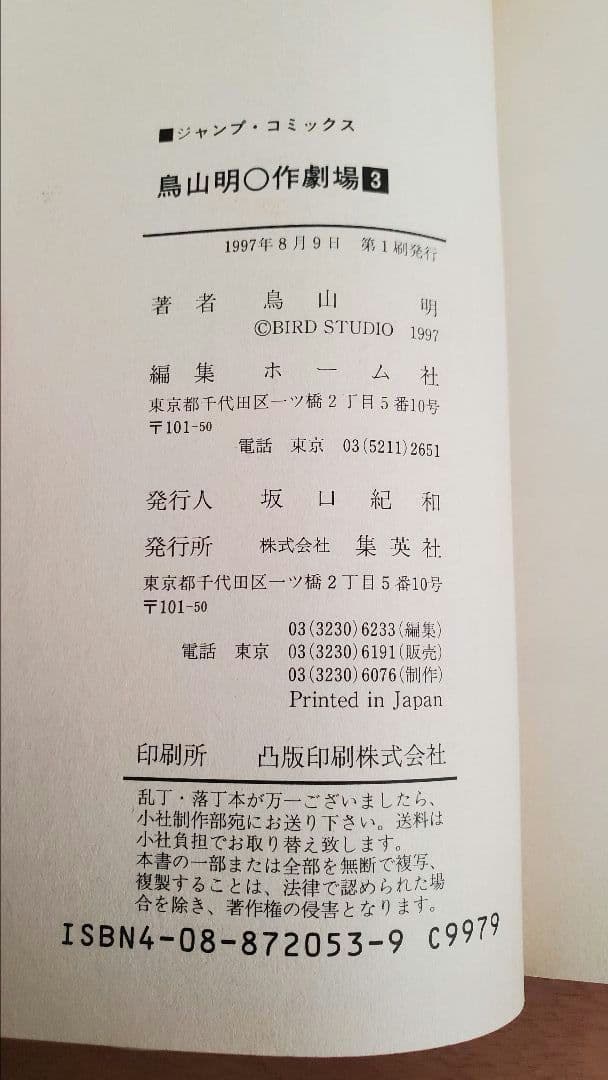 ■ジャンプ・コミックス
鳥山明〇作劇場3
1997年8月9日　第1刷発行
著者　鳥山　明
©BIRD STUDIO 1997
編集　ホーム社
東京都千代田区一ツ橋2丁目5番10号
〒101-50
電話　東京　03(5211)2651
発行人　坂口紀和
発行所　株式会社　集英社
東京都千代田区一ツ橋2丁目5番10号
〒101-50
03(3230)6233(編集)
電話　東京　03(3230)6191(販売)
03(3230)6076(制作)
Printed in Japan
印刷所　凸版印刷株式会社
乱丁・落丁本が万一ございましたら、
小社制作部宛にお送り下さい。送料は
小社負担でお取り替え致します。
本書の一部または全部を無断で複写、
複製することは、法律で認められた場
合を除き、著作権の侵害となります。
ISBN4-08-872053-9 C9979